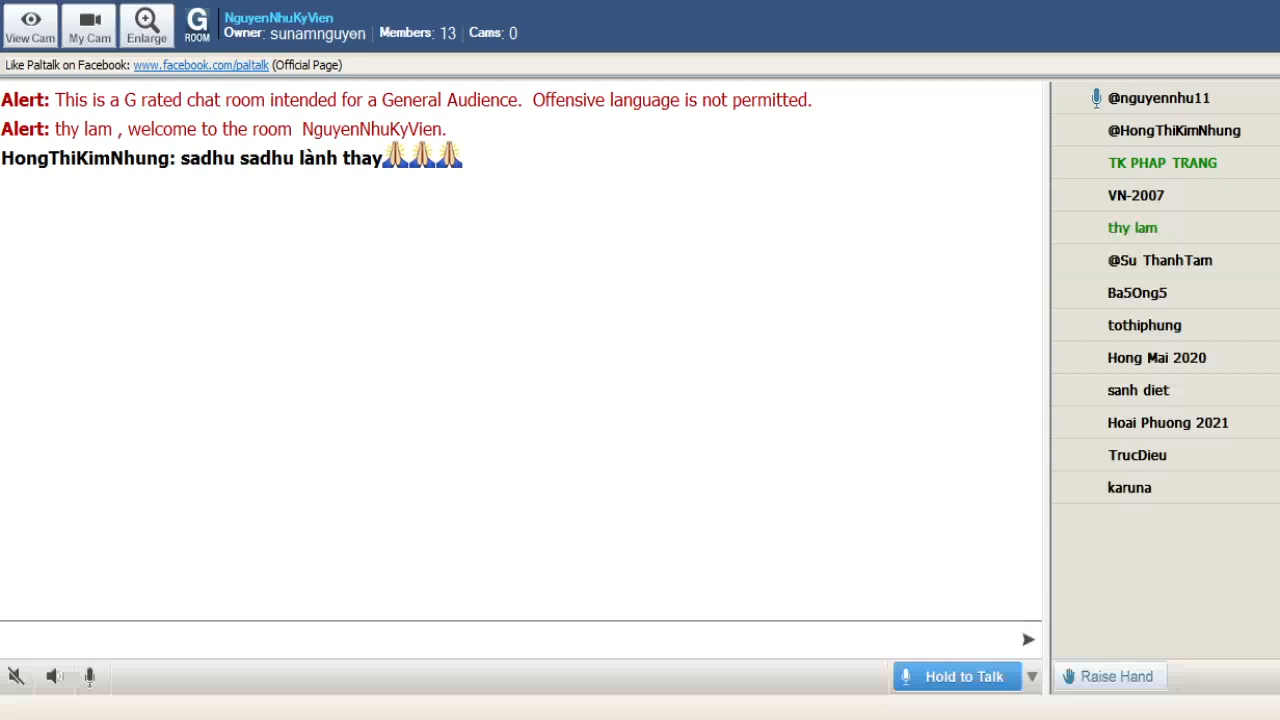 View Cam
My Cam
Enlarge
G
ROOM
NguyenNhuKyVien
Owner: sunamnguyen | Members: 13 | Cams: 0
Like Paltalk on Facebook: www.facebook.com/paltalk (Official Page)
Alert: This is a G rated chat room intended for a General Audience.  Offensive language is not permitted.
Alert: thy lam , welcome to the room  NguyenNhuKyVien.
HongThiKimNhung: sadhu sadhu lành thay🙏🙏🙏
@nguyennhu11
@HongThiKimNhung
TK PHAP TRANG
VN-2007
thy lam
@Su ThanhTam
Ba5Ong5
tothiphung
Hong Mai 2020
sanh diet
Hoai Phuong 2021
TrucDieu
karuna
Hold to Talk
Raise Hand